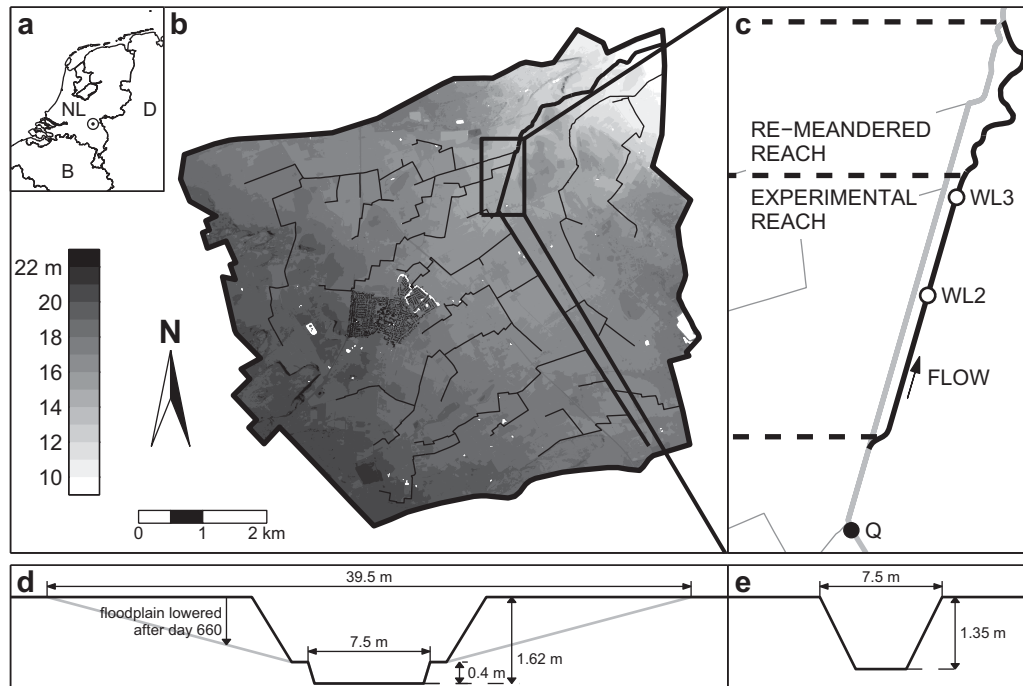 a
NL
D
B
b
22 m
20
18
16
14
12
10
N
0
1
2 km
c
RE−MEANDERED
REACH
EXPERIMENTAL
REACH
WL3
WL2
FLOW
Q
d
39.5 m
floodplain lowered
after day 660
7.5 m
0.4 m
1.62 m
e
7.5 m
1.35 m